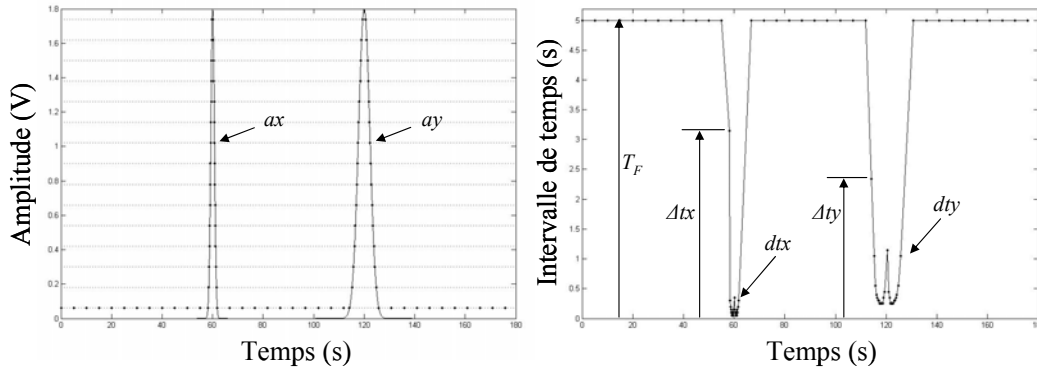 Amplitude (V)
1.8
1.6
1.4
1.2
1
0.8
0.6
0.4
0.2
0
ax
ay
0 20 40 60 80 100 120 140 160 180
Temps (s)
Intervalle de temps (s)
5
4.5
4
3.5
3
2.5
2
1.5
1
0.5
0
T_F
Δtx
Δty
dtx
dty
0 20 40 60 80 100 120 140 160 180
Temps (s)